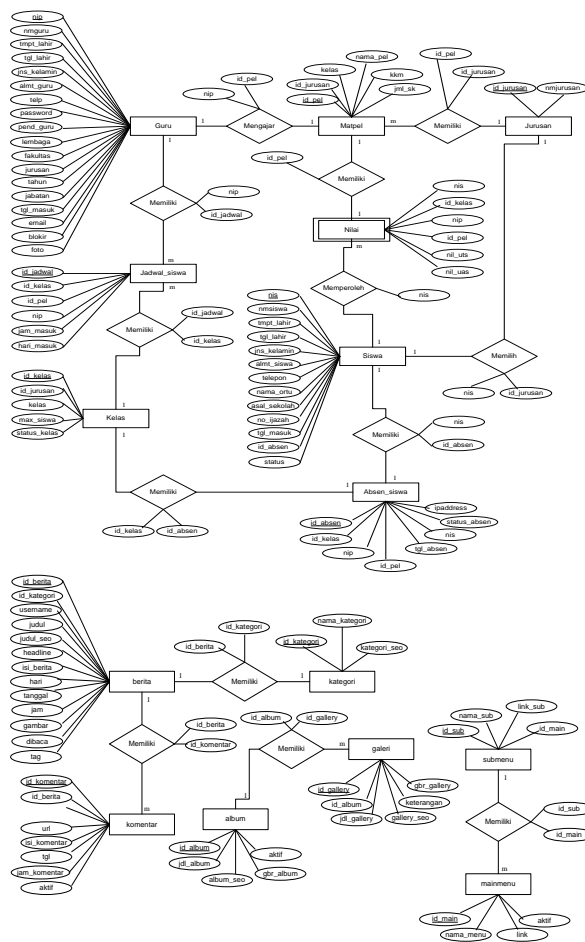 nip
nmguru
tmpt_lahir
tgl_lahir
jns_kelamin
almt_guru
telp
password
pend_guru
lembaga
fakultas
jurusan
tahun
jabatan
tgl_masuk
email
blokir
foto
Guru
1
1
nip
id_pel
Mengajar
1
id_jurusan
id_pel
kelas
nama_pel
kkm
jml_sk
Matpel
m
1
id_pel
id_jurusan
Memiliki
1
id_jurusan
nmjurusan
Jurusan
1
Memiliki
nip
id_jadwal
m
id_pel
Memiliki
1
Nilai
m
nis
id_kelas
nip
id_pel
nil_uts
nil_uas
id_jadwal
id_kelas
id_pel
nip
jam_masuk
hari_masuk
Jadwal_siswa
m
Memiliki
id_jadwal
id_kelas
1
Memperoleh
nis
1
nis
nmsiswa
tmpt_lahir
tgl_lahir
jns_kelamin
almt_siswa
telepon
nama_ortu
asal_sekolah
no_ijazah
tgl_masuk
id_absen
status
Siswa
1
1
Memilih
nis
id_jurusan
id_kelas
id_jurusan
kelas
max_siswa
status_kelas
Kelas
1
Memiliki
nis
id_absen
1
Memiliki
id_kelas
id_absen
1
Absen_siswa
id_absen
id_kelas
nip
id_pel
tgl_absen
nis
status_absen
ipaddress
id_berita
id_kategori
username
judul
judul_seo
headline
isi_berita
hari
tanggal
jam
gambar
dibaca
tag
berita
1
1
id_berita
id_kategori
Memiliki
1
id_kategori
nama_kategori
kategori_seo
kategori
Memiliki
id_berita
id_komentar
m
id_komentar
id_berita
url
isi_komentar
tgl
jam_komentar
aktif
komentar
id_album
id_gallery
Memiliki
1
m
album
id_album
jdl_album
album_seo
gbr_album
aktif
galeri
id_gallery
id_album
jdl_gallery
gallery_seo
keterangan
gbr_gallery
id_sub
nama_sub
link_sub
id_main
submenu
1
Memiliki
id_sub
id_main
m
mainmenu
id_main
nama_menu
link
aktif